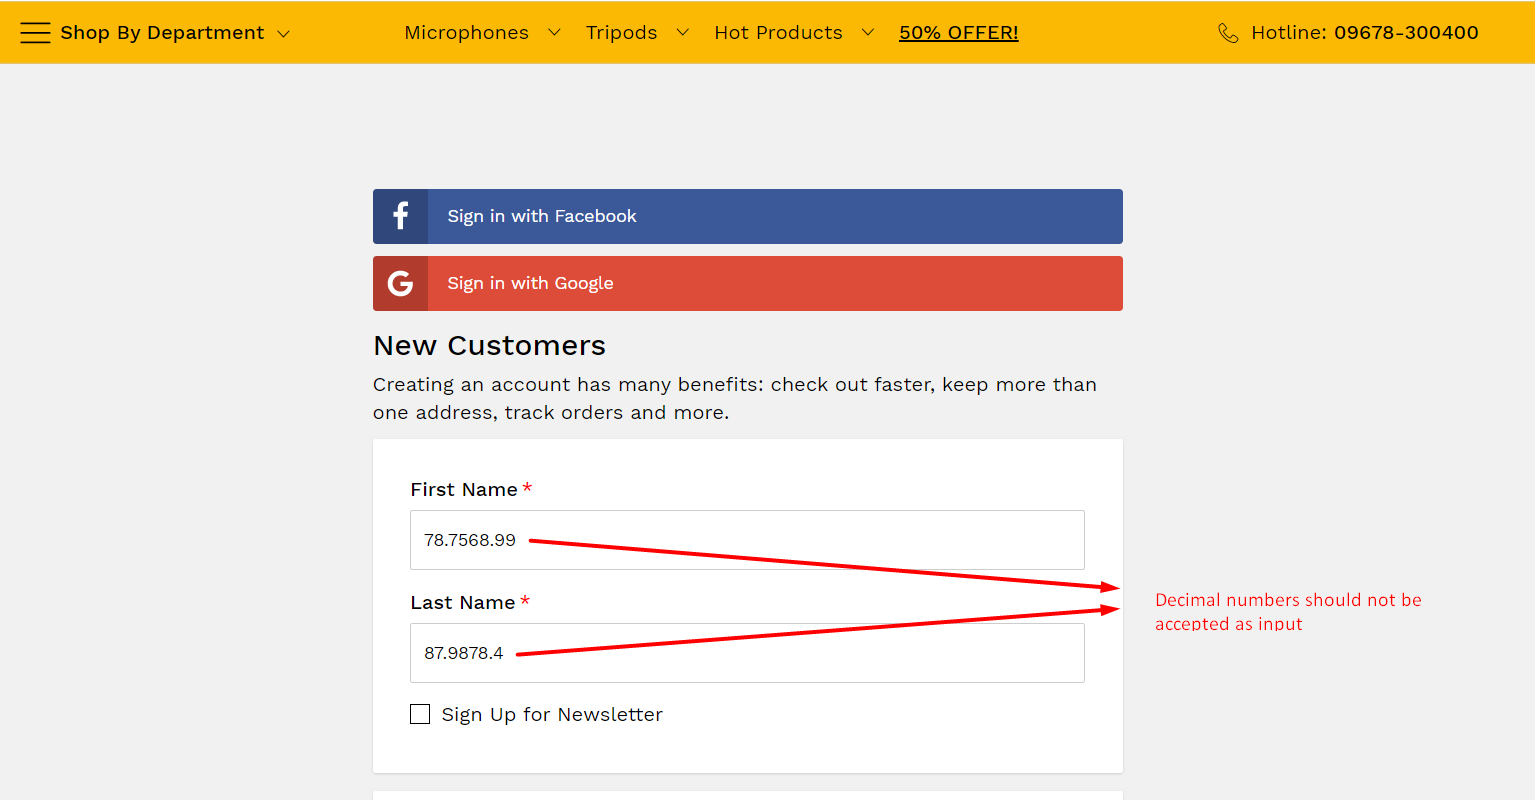 Shop By Department
Microphones
Tripods
Hot Products
50% OFFER!
Hotline: 09678-300400
Sign in with Facebook
Sign in with Google
New Customers
Creating an account has many benefits: check out faster, keep more than
one address, track orders and more.
First Name *
78.7568.99
Last Name *
87.9878.4
Decimal numbers should not be
accepted as input
Sign Up for Newsletter